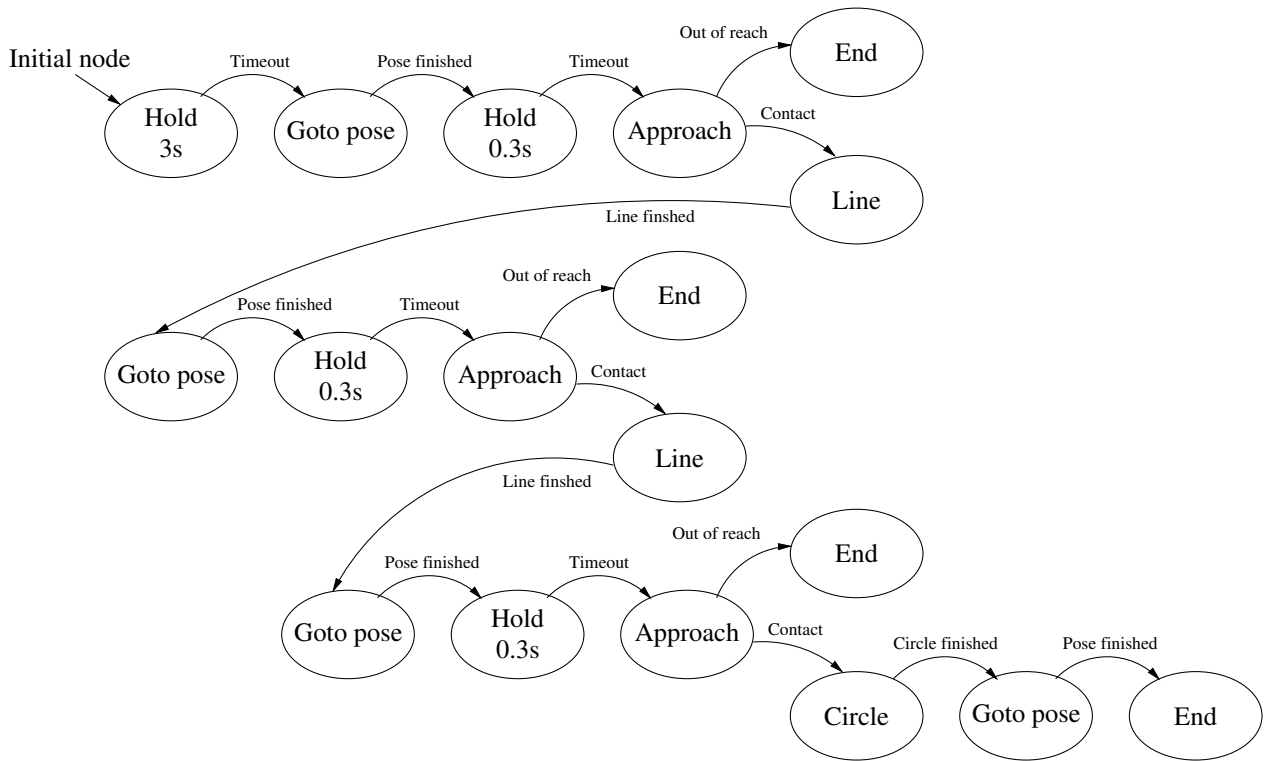 Out of reach
End
Initial node
Timeout
Pose finished
Timeout
Hold
3s
Goto pose
Hold
0.3s
Approach
Contact
Line
Line finshed
Out of reach
End
Pose finished
Timeout
Goto pose
Hold
0.3s
Approach
Contact
Line
Line finshed
Out of reach
End
Pose finished
Timeout
Goto pose
Hold
0.3s
Approach
Contact
Circle finished
Pose finished
Circle
Goto pose
End